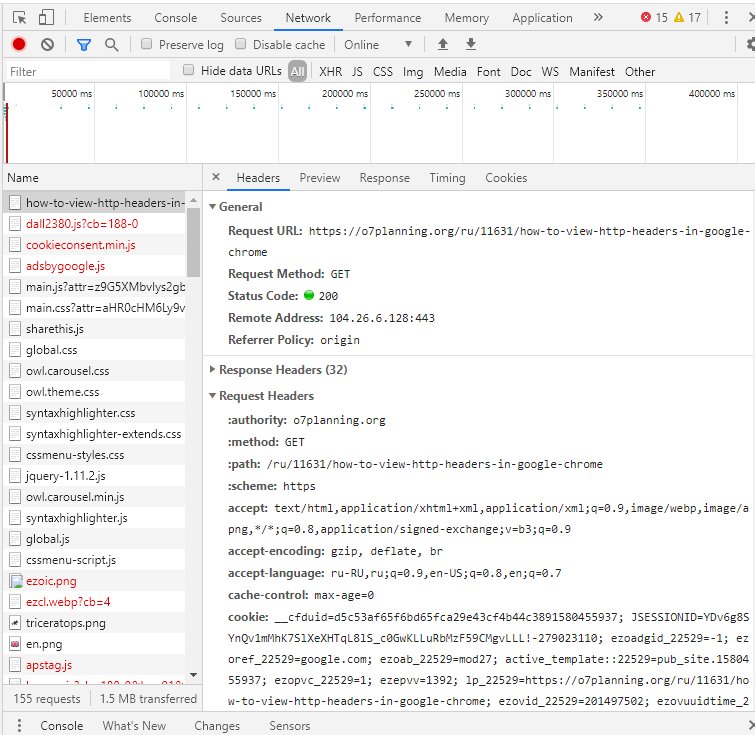 Elements Console Sources Network Performance Memory Application » 15 17
Preserve log Disable cache Online
Filter Hide data URLs All XHR JS CSS Img Media Font Doc WS Manifest Other
50000 ms 100000 ms 150000 ms 200000 ms 250000 ms 300000 ms 350000 ms 400000 ms
Name
how-to-view-http-headers-in-
dall2380.js?cb=188-0
cookieconsent.min.js
adsbygoogle.js
main.js?attr=z9G5XMbvlys2gb
main.css?attr=aHR0cHM6Ly9v
sharethis.js
global.css
owl.carousel.css
owl.theme.css
syntaxhighlighter.css
syntaxhighlighter-extends.css
cssmenu-styles.css
jquery-1.11.2.js
owl.carousel.min.js
syntaxhighlighter.js
global.js
cssmenu-script.js
ezoic.png
ezcl.webp?cb=4
triceratops.png
en.png
apstag.js
155 requests 1.5 MB transferred
× Headers Preview Response Timing Cookies
General
Request URL: https://o7planning.org/ru/11631/how-to-view-http-headers-in-google-
chrome
Request Method: GET
Status Code: 200
Remote Address: 104.26.6.128:443
Referrer Policy: origin
Response Headers (32)
Request Headers
:authority: o7planning.org
:method: GET
:path: /ru/11631/how-to-view-http-headers-in-google-chrome
:scheme: https
accept: text/html,application/xhtml+xml,application/xml;q=0.9,image/webp,image/a
png,*/*;q=0.8,application/signed-exchange;v=b3;q=0.9
accept-encoding: gzip, deflate, br
accept-language: ru-RU,ru;q=0.9,en-US;q=0.8,en;q=0.7
cache-control: max-age=0
cookie: __cfduid=d5c53af65f6bd65fca29e43cf4b44c3891580455937; JSESSIONID=YDv6g8S
YnQv1mMhK7SlXeXHTqL8lS_c0GwKLLuRbMzF59CMgvLLL!-279023110; ezoadgid_22529=-1; ez
oref_22529=google.com; ezoab_22529=mod27; active_template::22529=pub_site.15804
55937; ezopvc_22529=1; ezepvv=1392; lp_22529=https://o7planning.org/ru/11631/ho
w-to-view-http-headers-in-google-chrome; ezovid_22529=201497502; ezovuuidtime_2
Console What's New Changes Sensors